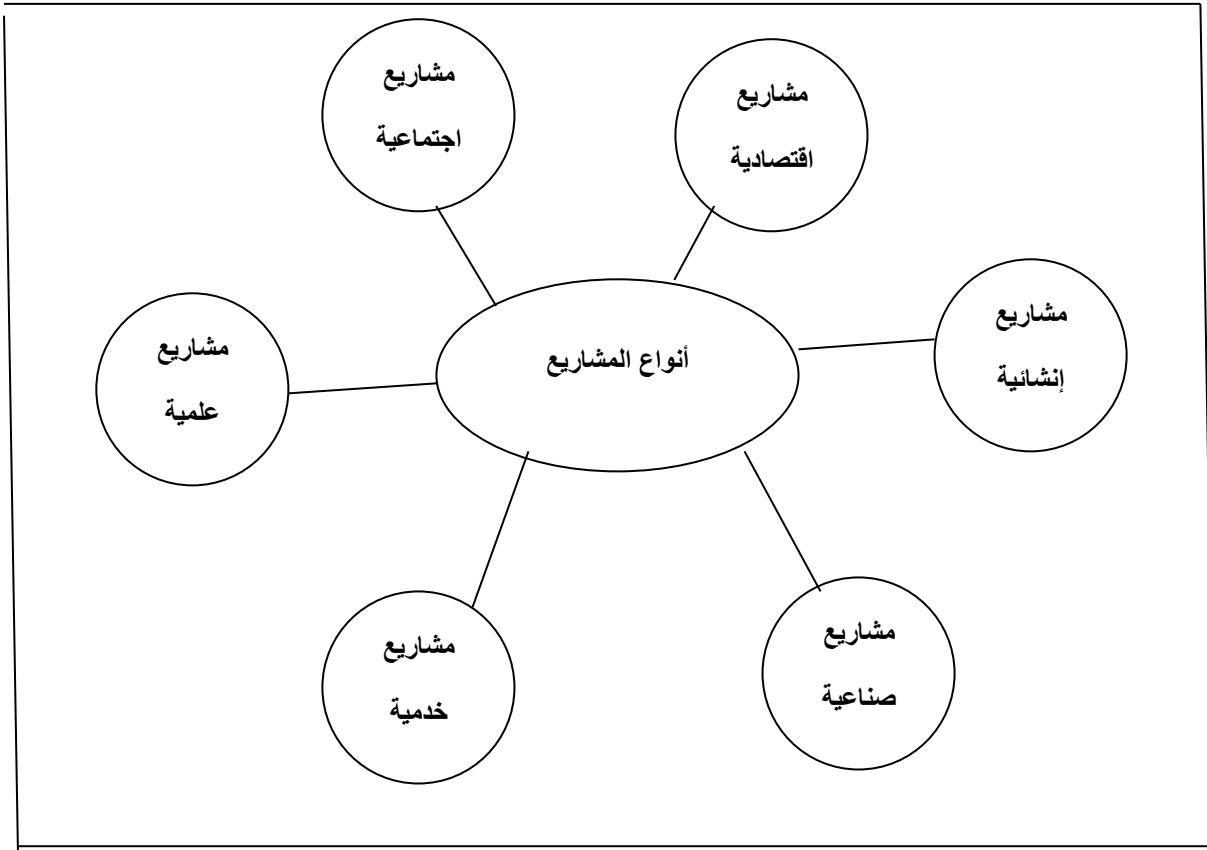 مشاريع
اجتماعية
مشاريع
اقتصادية
مشاريع
إنشائية
أنواع المشاريع
مشاريع
علمية
مشاريع
صناعية
مشاريع
خدمية